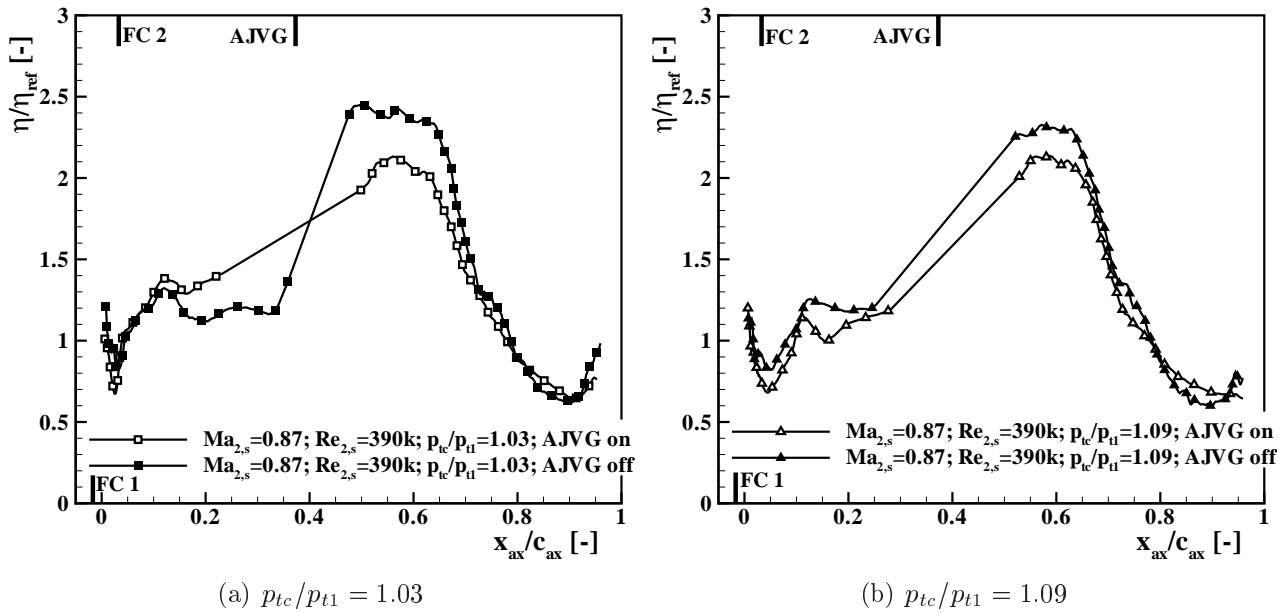 3
2.5
2
1.5
1
0.5
0
η/η_ref [-]
FC 2
AJVG
Ma_2,s=0.87; Re_2,s=390k; p_tc/p_t1=1.03; AJVG on
Ma_2,s=0.87; Re_2,s=390k; p_tc/p_t1=1.03; AJVG off
FC 1
0 0.2 0.4 0.6 0.8 1
x_ax/c_ax [-]
(a) p_tc/p_t1 = 1.03
3
2.5
2
1.5
1
0.5
0
η/η_ref [-]
FC 2
AJVG
Ma_2,s=0.87; Re_2,s=390k; p_tc/p_t1=1.09; AJVG on
Ma_2,s=0.87; Re_2,s=390k; p_tc/p_t1=1.09; AJVG off
FC 1
0 0.2 0.4 0.6 0.8 1
x_ax/c_ax [-]
(b) p_tc/p_t1 = 1.09